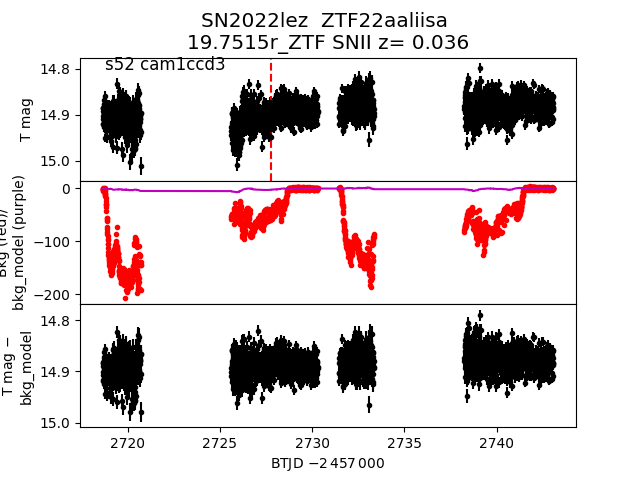 SN2022lez  ZTF22aaliisa
19.7515r_ZTF SNII z= 0.036
s52 cam1ccd3
14.8
14.9
15.0
T mag
0
−100
−200
Bkg (red)/
bkg_model (purple)
14.8
14.9
15.0
T mag −
bkg_model
2720
2725
2730
2735
2740
BTJD −2 457 000